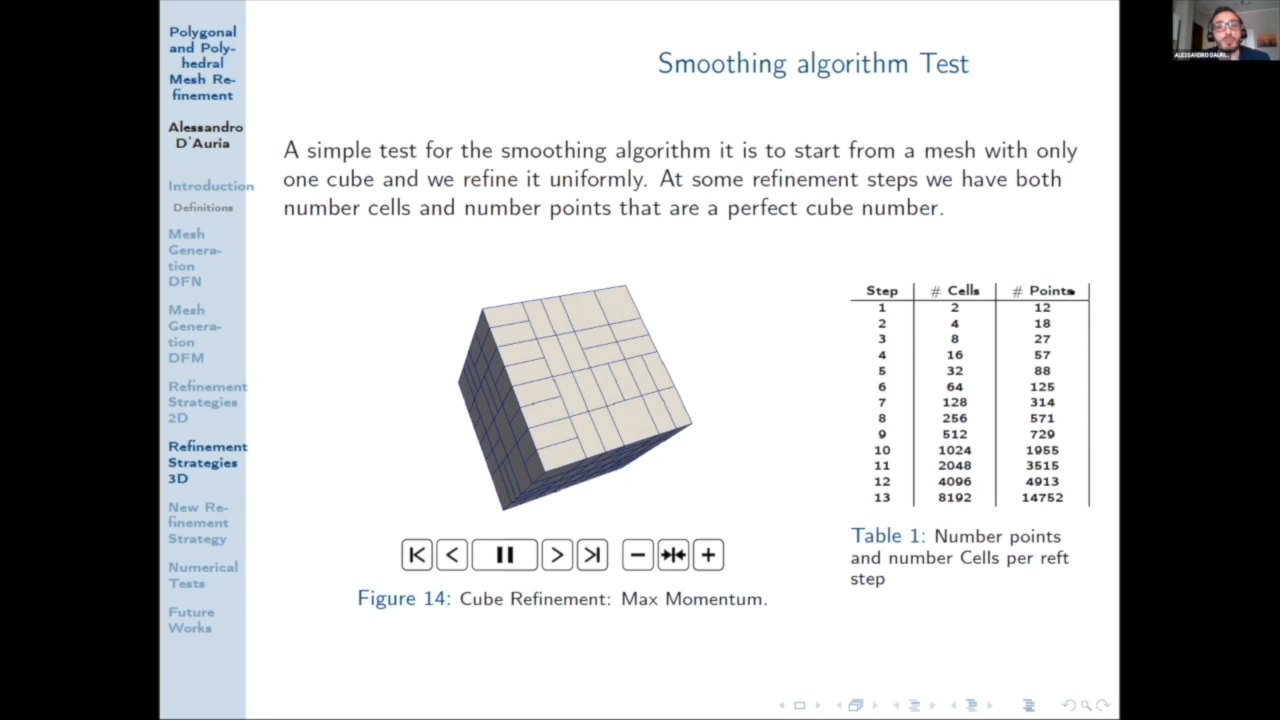 Polygonal
and Poly-
hedral
Mesh Re-
finement
Alessandro
D'Auria
Introduction
Definitions
Mesh
Genera-
tion
DFN
Mesh
Genera-
tion
DFM
Refinement
Strategies
2D
Refinement
Strategies
3D
New Re-
finement
Strategy
Numerical
Tests
Future
Works
Smoothing algorithm Test
A simple test for the smoothing algorithm it is to start from a mesh with only
one cube and we refine it uniformly. At some refinement steps we have both
number cells and number points that are a perfect cube number.
Figure 14: Cube Refinement: Max Momentum.
Step # Cells # Points
1 2 12
2 4 18
3 8 27
4 16 57
5 32 88
6 64 125
7 128 314
8 256 571
9 512 729
10 1024 1955
11 2048 3515
12 4096 4913
13 8192 14752
Table 1: Number points
and number Cells per reft
step